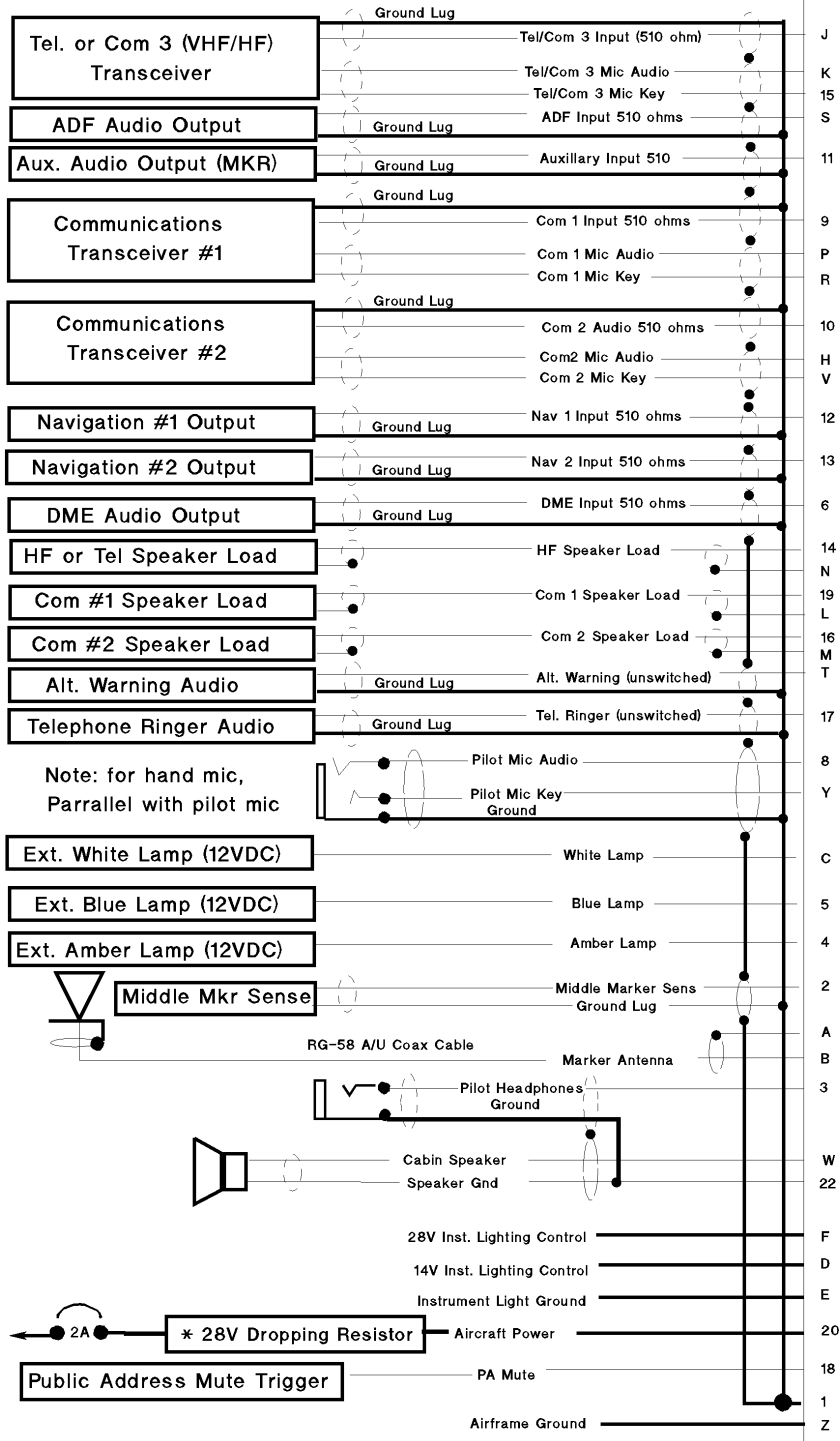 Ground Lug
Tel. or Com 3 (VHF/HF)
Transceiver
Tel/Com 3 Input (510 ohm)
J
Tel/Com 3 Mic Audio
K
Tel/Com 3 Mic Key
15
ADF Audio Output
ADF Input 510 ohms
S
Ground Lug
Aux. Audio Output (MKR)
Auxillary Input 510
11
Ground Lug
Ground Lug
Communications
Transceiver #1
Com 1 Input 510 ohms
9
Com 1 Mic Audio
P
Com 1 Mic Key
R
Ground Lug
Communications
Transceiver #2
Com 2 Audio 510 ohms
10
Com2 Mic Audio
H
Com 2 Mic Key
V
Navigation #1 Output
Nav 1 Input 510 ohms
12
Ground Lug
Navigation #2 Output
Nav 2 Input 510 ohms
13
Ground Lug
DME Audio Output
DME Input 510 ohms
6
Ground Lug
HF or Tel Speaker Load
HF Speaker Load
14
N
Com #1 Speaker Load
Com 1 Speaker Load
19
L
Com #2 Speaker Load
Com 2 Speaker Load
16
M
Alt. Warning Audio
Alt. Warning (unswitched)
T
Ground Lug
Telephone Ringer Audio
Tel. Ringer (unswitched)
17
Ground Lug
Note: for hand mic,
Parrallel with pilot mic
Pilot Mic Audio
8
Pilot Mic Key
Y
Ground
Ext. White Lamp (12VDC)
White Lamp
C
Ext. Blue Lamp (12VDC)
Blue Lamp
5
Ext. Amber Lamp (12VDC)
Amber Lamp
4
Middle Mkr Sense
Middle Marker Sens
2
Ground Lug
A
RG-58 A/U Coax Cable
Marker Antenna
B
Pilot Headphones
3
Ground
Cabin Speaker
W
Speaker Gnd
22
28V Inst. Lighting Control
F
14V Inst. Lighting Control
D
Instrument Light Ground
E
2A
* 28V Dropping Resistor
Aircraft Power
20
Public Address Mute Trigger
PA Mute
18
1
Airframe Ground
Z